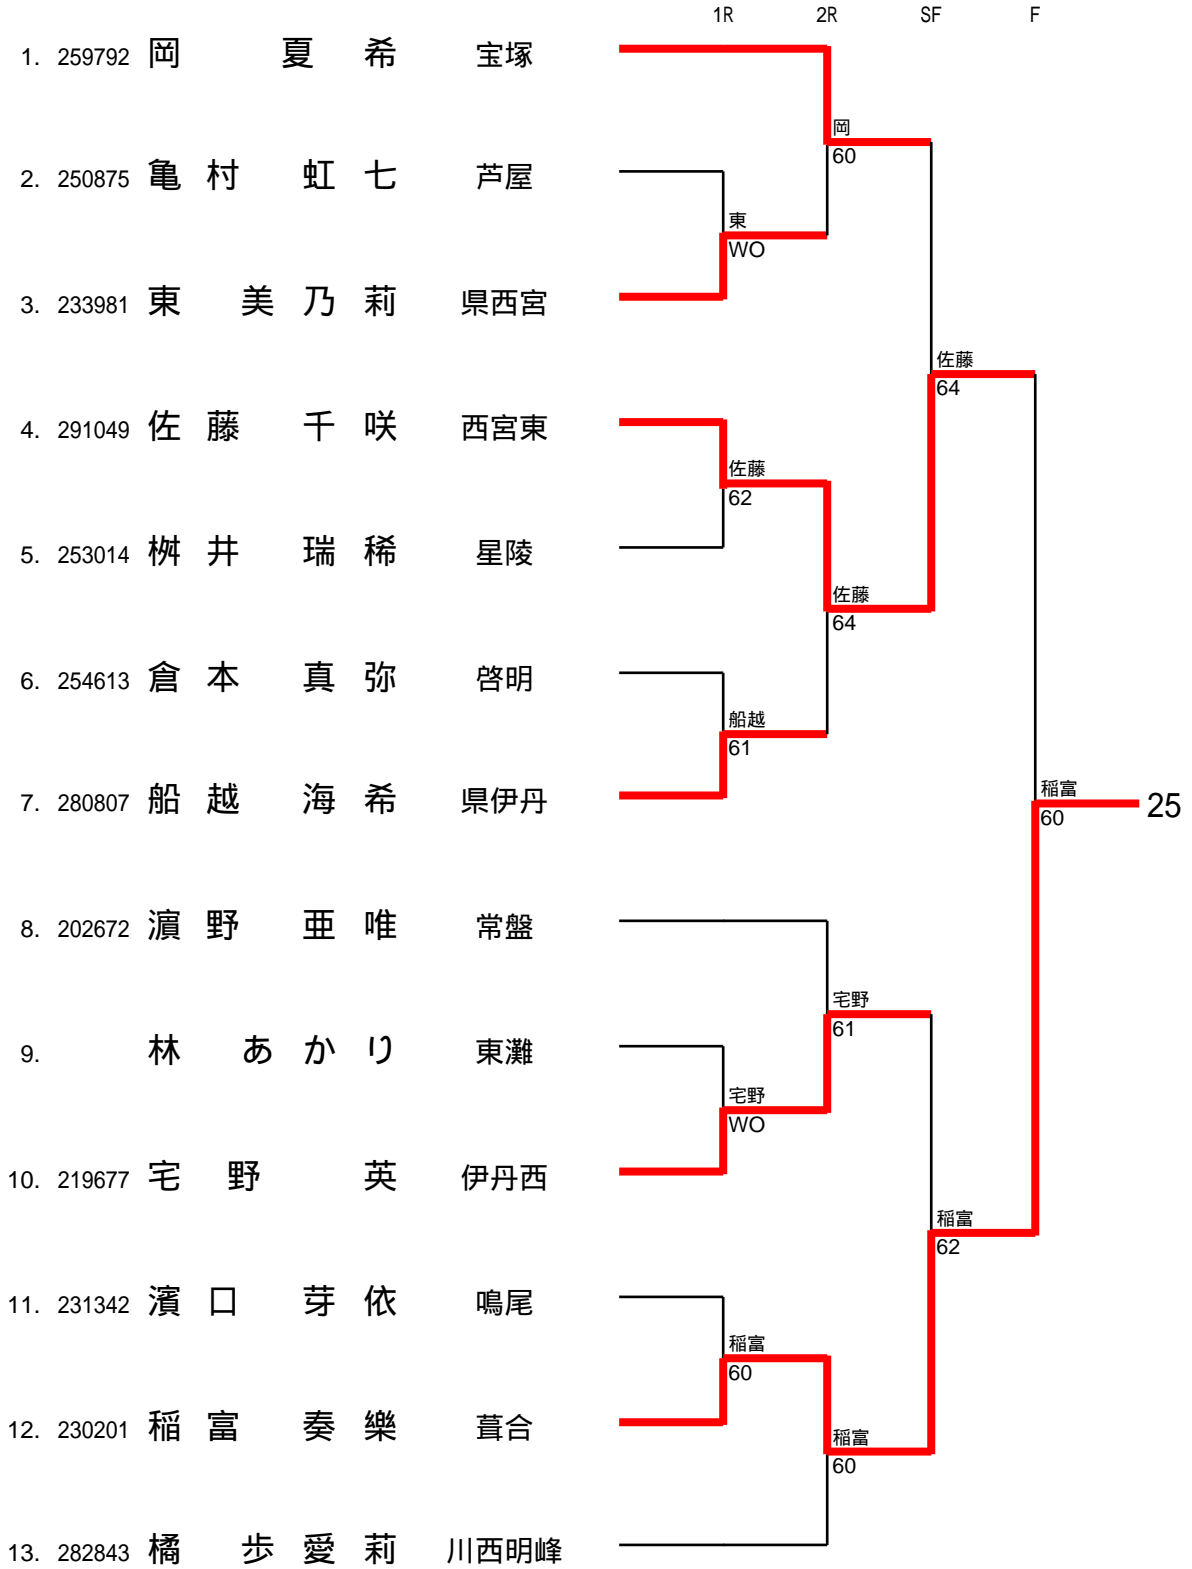 1R 2R SF F
1. 259792 岡 夏 希 宝塚
岡
60
2. 250875 亀 村 虹 七 芦屋
東
WO
3. 233981 東 美 乃 莉 県西宮
佐藤
64
4. 291049 佐 藤 千 咲 西宮東
佐藤
62
5. 253014 桝 井 瑞 稀 星陵
佐藤
64
6. 254613 倉 本 真 弥 啓明
船越
61
7. 280807 船 越 海 希 県伊丹
稲富
60
25
8. 202672 濵 野 亜 唯 常盤
宅野
61
9. 林 あ か り 東灘
宅野
WO
10. 219677 宅 野 英 伊丹西
稲富
62
11. 231342 濱 口 芽 依 鳴尾
稲富
60
12. 230201 稲 富 奏 樂 葺合
稲富
60
13. 282843 橘 歩 愛 莉 川西明峰